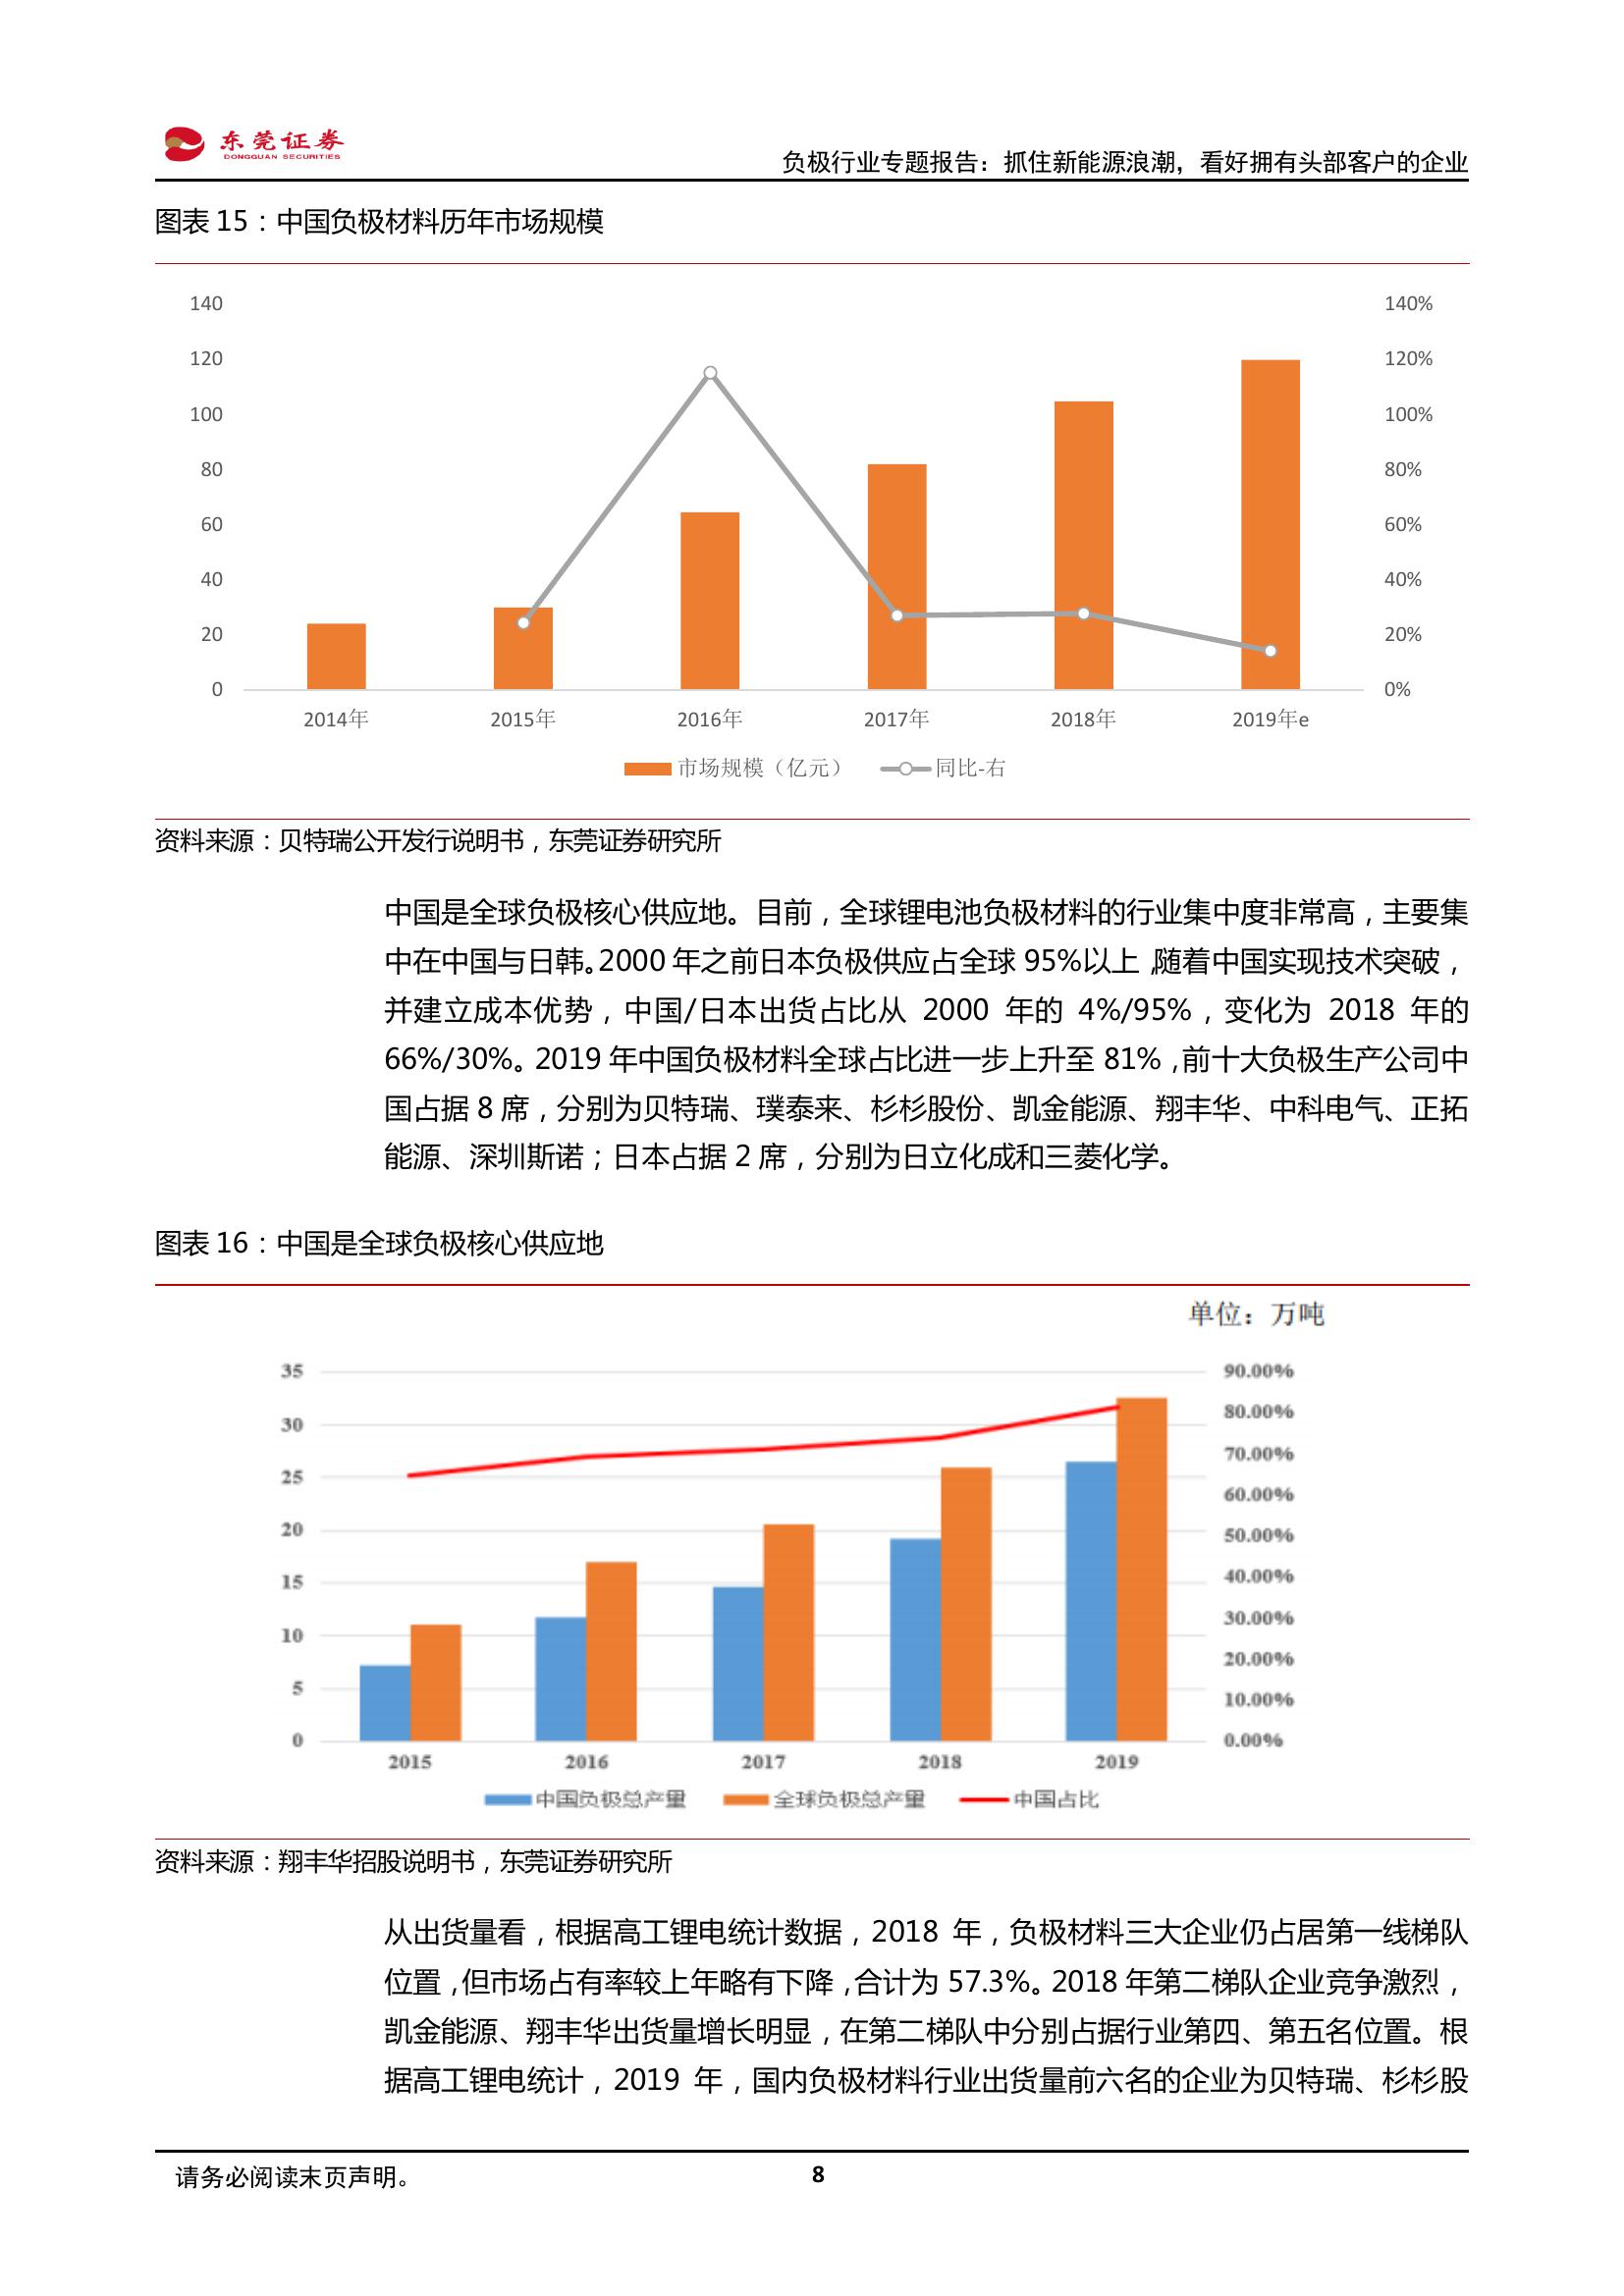 东莞证券
DONGGUAN SECURITIES
负极行业专题报告：抓住新能源浪潮，看好拥有头部客户的企业
图表 15：中国负极材料历年市场规模
140 140%
120 120%
100 100%
80 80%
60 60%
40 40%
20 20%
0 0%
2014年 2015年 2016年 2017年 2018年 2019年e
市场规模（亿元） 同比-右
资料来源：贝特瑞公开发行说明书，东莞证券研究所
中国是全球负极核心供应地。目前，全球锂电池负极材料的行业集中度非常高，主要集
中在中国与日韩。2000 年之前日本负极供应占全球 95%以上，随着中国实现技术突破，
并建立成本优势，中国/日本出货占比从 2000 年的 4%/95%，变化为 2018 年的
66%/30%。2019 年中国负极材料全球占比进一步上升至 81%，前十大负极生产公司中
国占据 8 席，分别为贝特瑞、璞泰来、杉杉股份、凯金能源、翔丰华、中科电气、正拓
能源、深圳斯诺；日本占据 2 席，分别为日立化成和三菱化学。
图表 16：中国是全球负极核心供应地
单位：万吨
35 90.00%
30 80.00%
25 70.00%
20 60.00%
15 50.00%
10 40.00%
5 30.00%
0 20.00%
10.00%
0.00%
2015 2016 2017 2018 2019
中国负极总产量 全球负极总产量 中国占比
资料来源：翔丰华招股说明书，东莞证券研究所
从出货量看，根据高工锂电统计数据，2018 年，负极材料三大企业仍占居第一线梯队
位置，但市场占有率较上年略有下降，合计为 57.3%。2018 年第二梯队企业竞争激烈，
凯金能源、翔丰华出货量增长明显，在第二梯队中分别占据行业第四、第五名位置。根
据高工锂电统计，2019 年，国内负极材料行业出货量前六名的企业为贝特瑞、杉杉股
请务必阅读末页声明。 8